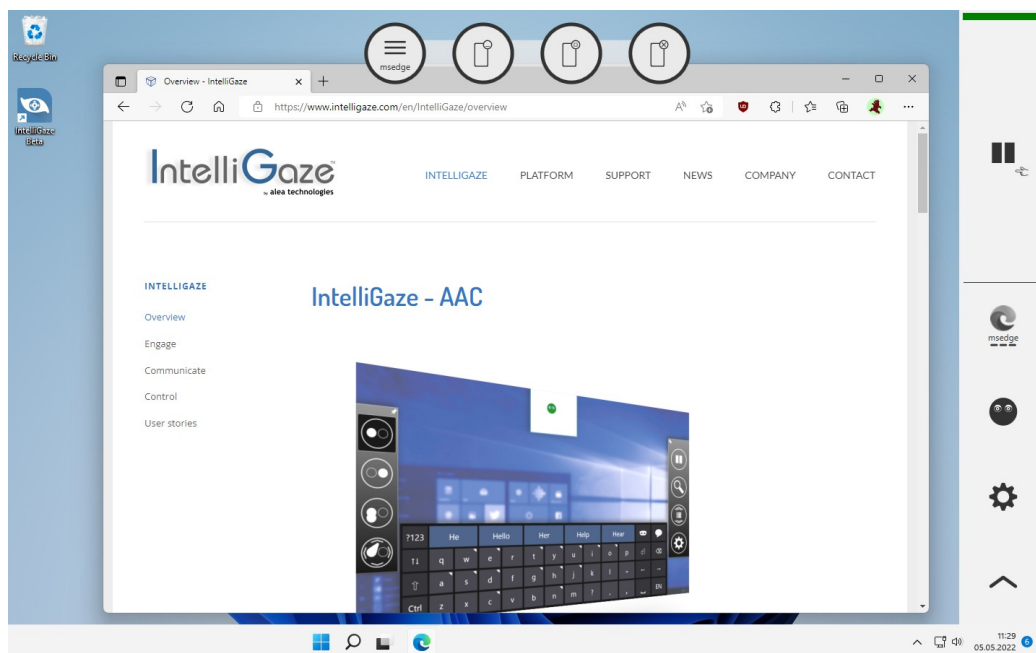 Recycle Bin
IntelliGaze
Beta
msedge
Overview - IntelliGaze
https://www.intelligaze.com/en/IntelliGaze/overview
IntelliGaze
by alea technologies
INTELLIGAZE PLATFORM SUPPORT NEWS COMPANY CONTACT
INTELLIGAZE
Overview
Engage
Communicate
Control
User stories
IntelliGaze - AAC
?123 He Hello Her Help Hear
q w e r t y u i o p
a s d f g h j k l
Ctrl z x c v b n m ? EN
msedge
11:29
05.05.2022
6